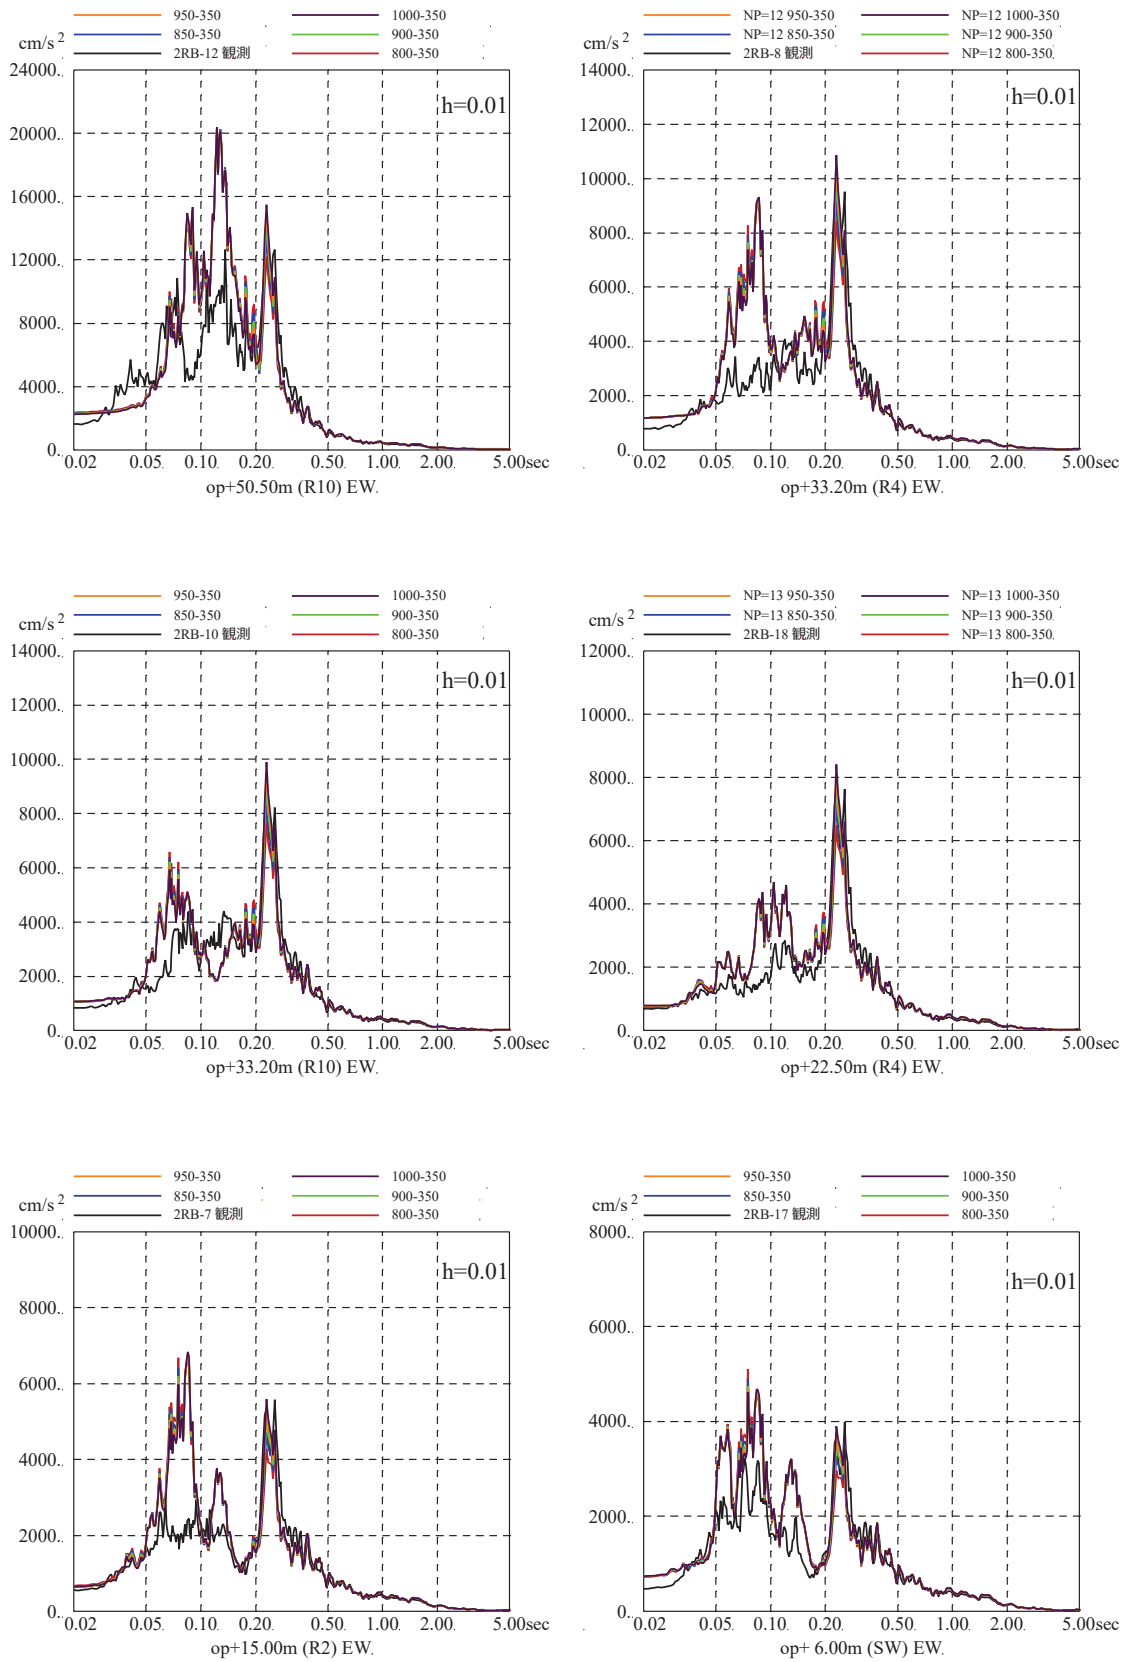 950-350 1000-350
cm/s 2 850-350 900-350
2RB-12 観測 800-350
24000.
h=0.01
20000.
16000.
12000.
8000.
4000.
0.
0.02 0.05 0.10 0.20 0.50 1.00 2.00 5.00sec
op+50.50m (R10) EW.
NP=12 950-350 NP=12 1000-350
cm/s 2 NP=12 850-350 NP=12 900-350
2RB-8 観測 NP=12 800-350
14000.
h=0.01
12000.
10000.
8000.
6000.
4000.
2000.
0.
0.02 0.05 0.10 0.20 0.50 1.00 2.00 5.00sec
op+33.20m (R4) EW.
950-350 1000-350
cm/s 2 850-350 900-350
2RB-10 観測 800-350
14000.
h=0.01
12000.
10000.
8000.
6000.
4000.
2000.
0.
0.02 0.05 0.10 0.20 0.50 1.00 2.00 5.00sec
op+33.20m (R10) EW.
NP=13 950-350 NP=13 1000-350
cm/s 2 NP=13 850-350 NP=13 900-350
2RB-18 観測 NP=13 800-350
12000.
h=0.01
10000.
8000.
6000.
4000.
2000.
0.
0.02 0.05 0.10 0.20 0.50 1.00 2.00 5.00sec
op+22.50m (R4) EW.
950-350 1000-350
cm/s 2 850-350 900-350
2RB-7 観測 800-350
10000.
h=0.01
8000.
6000.
4000.
2000.
0.
0.02 0.05 0.10 0.20 0.50 1.00 2.00 5.00sec
op+15.00m (R2) EW.
950-350 1000-350
cm/s 2 850-350 900-350
2RB-17 観測 800-350
8000.
h=0.01
6000.
4000.
2000.
0.
0.02 0.05 0.10 0.20 0.50 1.00 2.00 5.00sec
op+ 6.00m (SW) EW.